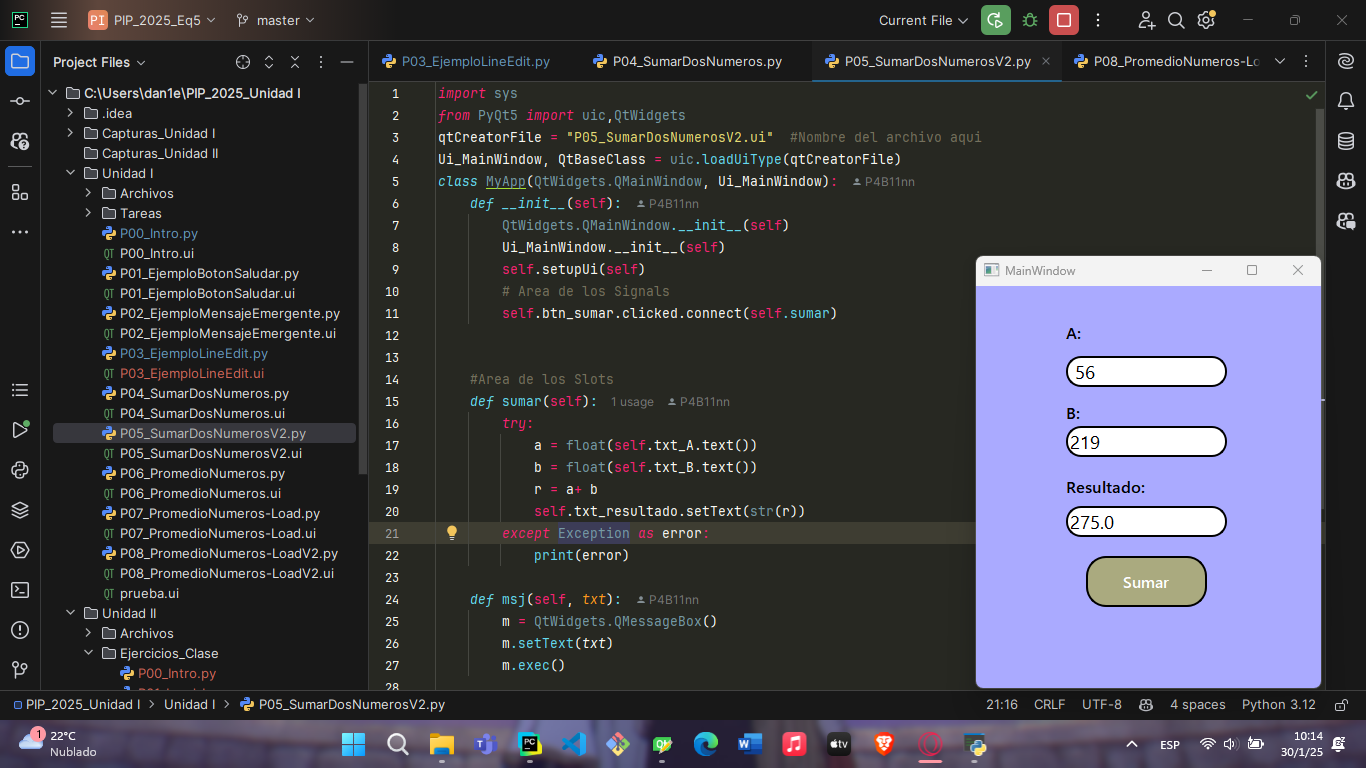 PC
PI PIP_2025_Eq5
master
Current File
Project Files
P03_EjemploLineEdit.py
P04_SumarDosNumeros.py
P05_SumarDosNumerosV2.py
P08_PromedioNumeros-Lo
C:\Users\dan1e\PIP_2025_Unidad I
.idea
Capturas_Unidad I
Capturas_Unidad II
Unidad I
Archivos
Tareas
P00_Intro.py
P00_Intro.ui
P01_EjemploBotonSaludar.py
P01_EjemploBotonSaludar.ui
P02_EjemploMensajeEmergente.py
P02_EjemploMensajeEmergente.ui
P03_EjemploLineEdit.py
P03_EjemploLineEdit.ui
P04_SumarDosNumeros.py
P04_SumarDosNumeros.ui
P05_SumarDosNumerosV2.py
P05_SumarDosNumerosV2.ui
P06_PromedioNumeros.py
P06_PromedioNumeros.ui
P07_PromedioNumeros-Load.py
P07_PromedioNumeros-Load.ui
P08_PromedioNumeros-LoadV2.py
P08_PromedioNumeros-LoadV2.ui
prueba.ui
Unidad II
Archivos
Ejercicios_Clase
P00_Intro.py
1 import sys
2 from PyQt5 import uic,QtWidgets
3 qtCreatorFile = "P05_SumarDosNumerosV2.ui"  #Nombre del archivo aqui
4 Ui_MainWindow, QtBaseClass = uic.loadUiType(qtCreatorFile)
5 class MyApp(QtWidgets.QMainWindow, Ui_MainWindow): P4B11nn
6 def __init__(self): P4B11nn
7 QtWidgets.QMainWindow.__init__(self)
8 Ui_MainWindow.__init__(self)
9 self.setupUi(self)
10 # Area de los Signals
11 self.btn_sumar.clicked.connect(self.sumar)
12
13
14 #Area de los Slots
15 def sumar(self): 1 usage P4B11nn
16 try:
17 a = float(self.txt_A.text())
18 b = float(self.txt_B.text())
19 r = a+ b
20 self.txt_resultado.setText(str(r))
21 except Exception as error:
22 print(error)
23
24 def msj(self, txt): P4B11nn
25 m = QtWidgets.QMessageBox()
26 m.setText(txt)
27 m.exec()
28
MainWindow
A:
56
B:
219
Resultado:
275.0
Sumar
PIP_2025_Unidad I > Unidad I > P05_SumarDosNumerosV2.py
21:16 CRLF UTF-8 4 spaces Python 3.12
1
22°C
Nublado
tv
ESP
10:14
30/1/25